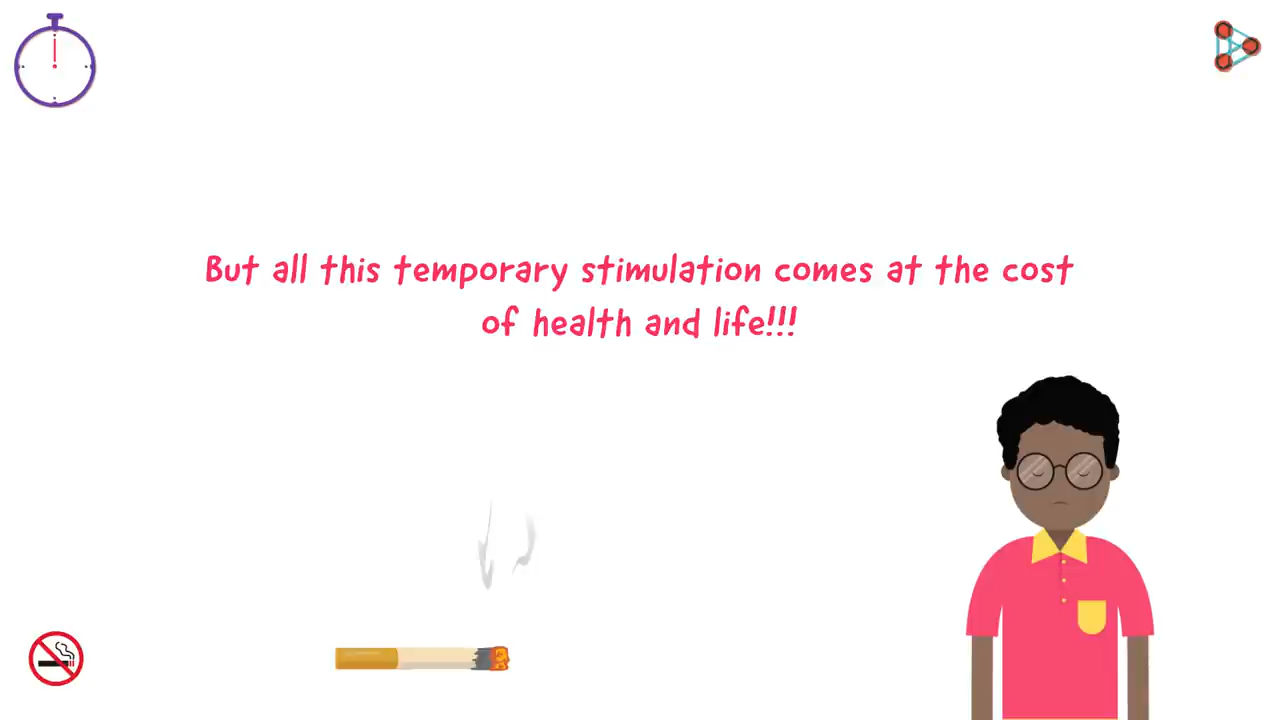 But all this temporary stimulation comes at the cost
of health and life!!!